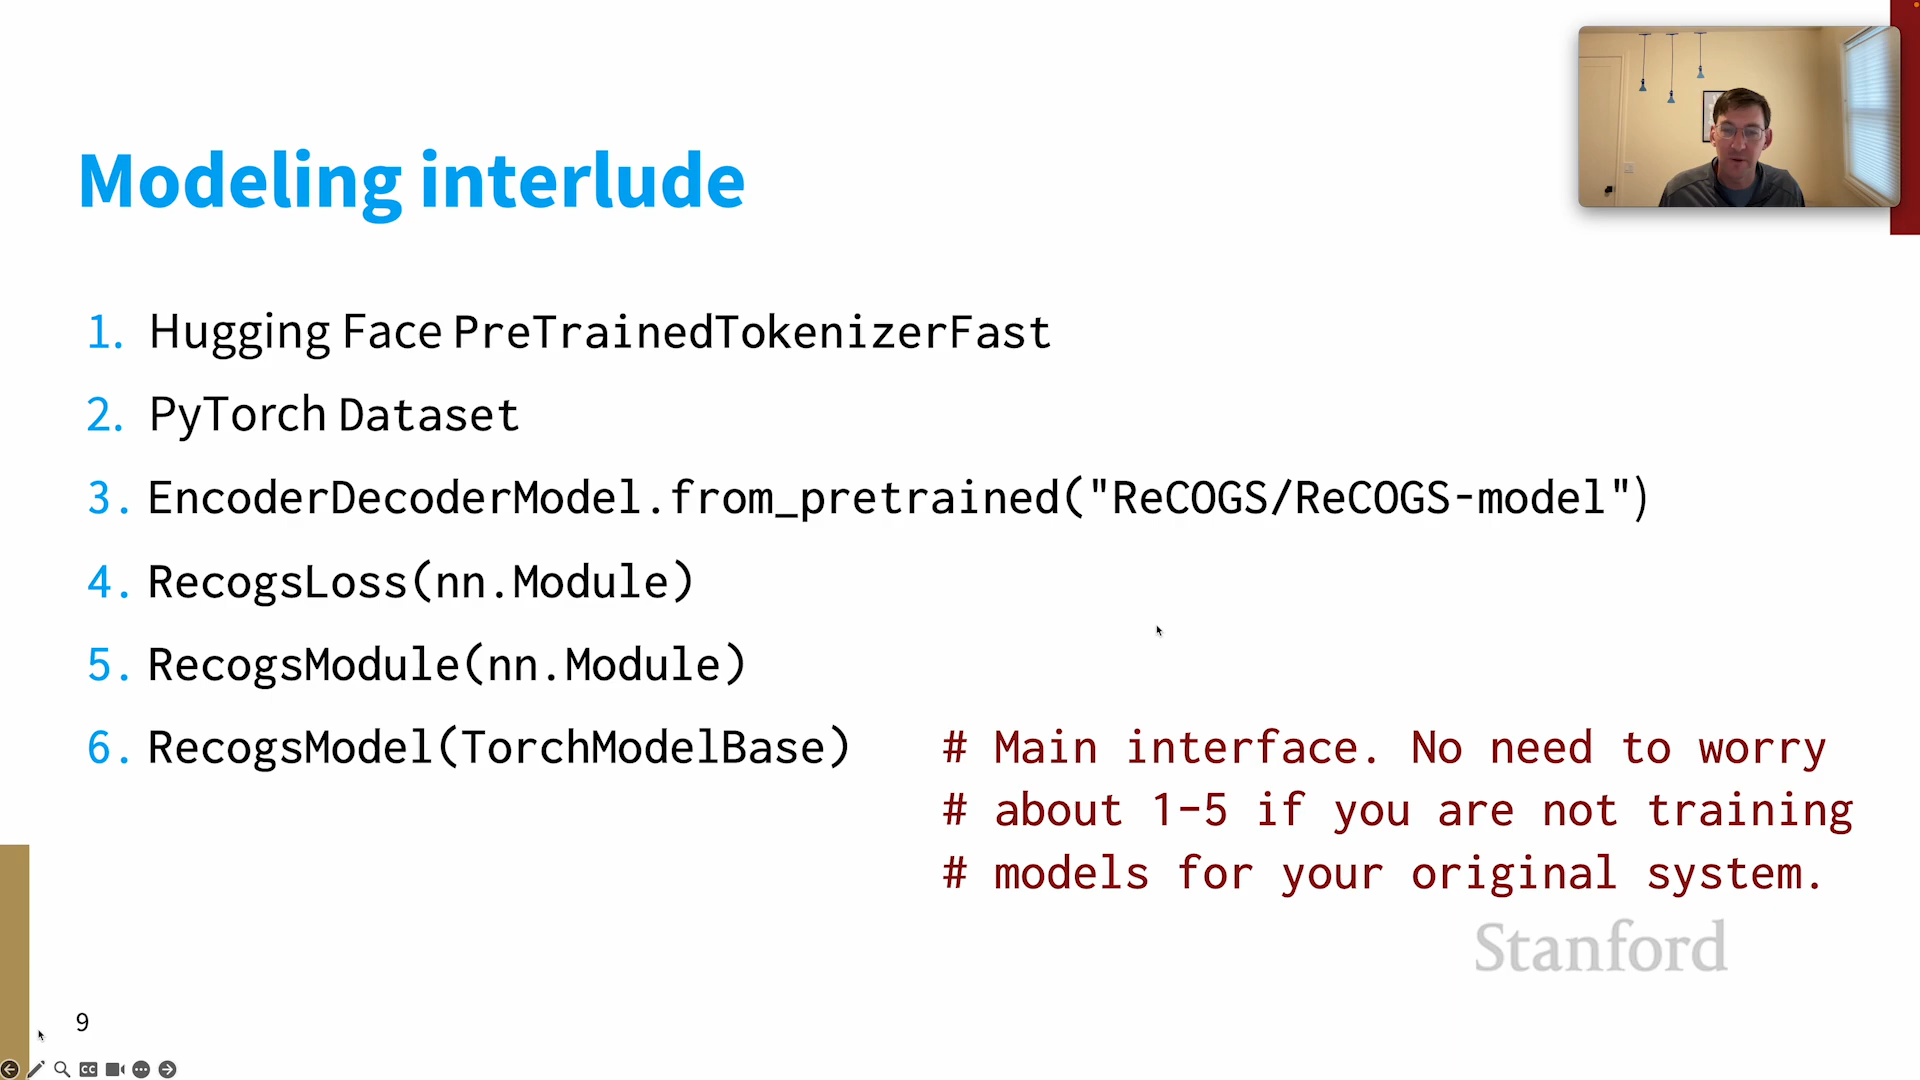 Modeling interlude
1. Hugging Face PreTrainedTokenizerFast
2. PyTorch Dataset
3. EncoderDecoderModel.from_pretrained("ReCOGS/ReCOGS-model")
4. RecogsLoss(nn.Module)
5. RecogsModule(nn.Module)
6. RecogsModel(TorchModelBase) # Main interface. No need to worry
# about 1-5 if you are not training
# models for your original system.
Stanford
9
CC